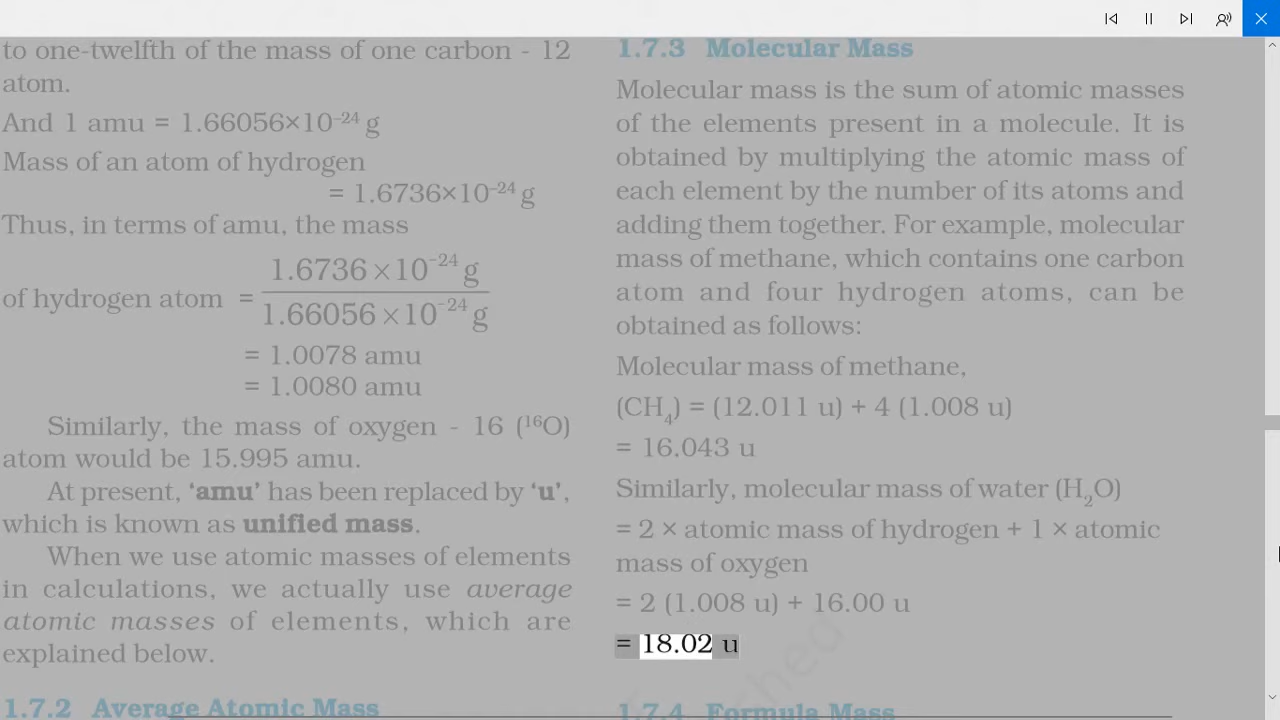 to one-twelfth of the mass of one carbon - 12
atom.
And 1 amu = 1.66056×10⁻²⁴ g
Mass of an atom of hydrogen
= 1.6736×10⁻²⁴ g
Thus, in terms of amu, the mass
of hydrogen atom = 1.6736 ×10⁻²⁴ g
1.66056 ×10⁻²⁴ g
= 1.0078 amu
= 1.0080 amu
Similarly, the mass of oxygen - 16 (¹⁶O)
atom would be 15.995 amu.
At present, ‘amu’ has been replaced by ‘u’,
which is known as unified mass.
When we use atomic masses of elements
in calculations, we actually use average
atomic masses of elements, which are
explained below.
1.7.2 Average Atomic Mass
1.7.3 Molecular Mass
Molecular mass is the sum of atomic masses
of the elements present in a molecule. It is
obtained by multiplying the atomic mass of
each element by the number of its atoms and
adding them together. For example, molecular
mass of methane, which contains one carbon
atom and four hydrogen atoms, can be
obtained as follows:
Molecular mass of methane,
(CH₄) = (12.011 u) + 4 (1.008 u)
= 16.043 u
Similarly, molecular mass of water (H₂O)
= 2 × atomic mass of hydrogen + 1 × atomic
mass of oxygen
= 2 (1.008 u) + 16.00 u
= 18.02 u
1.7.4 Formula Mass